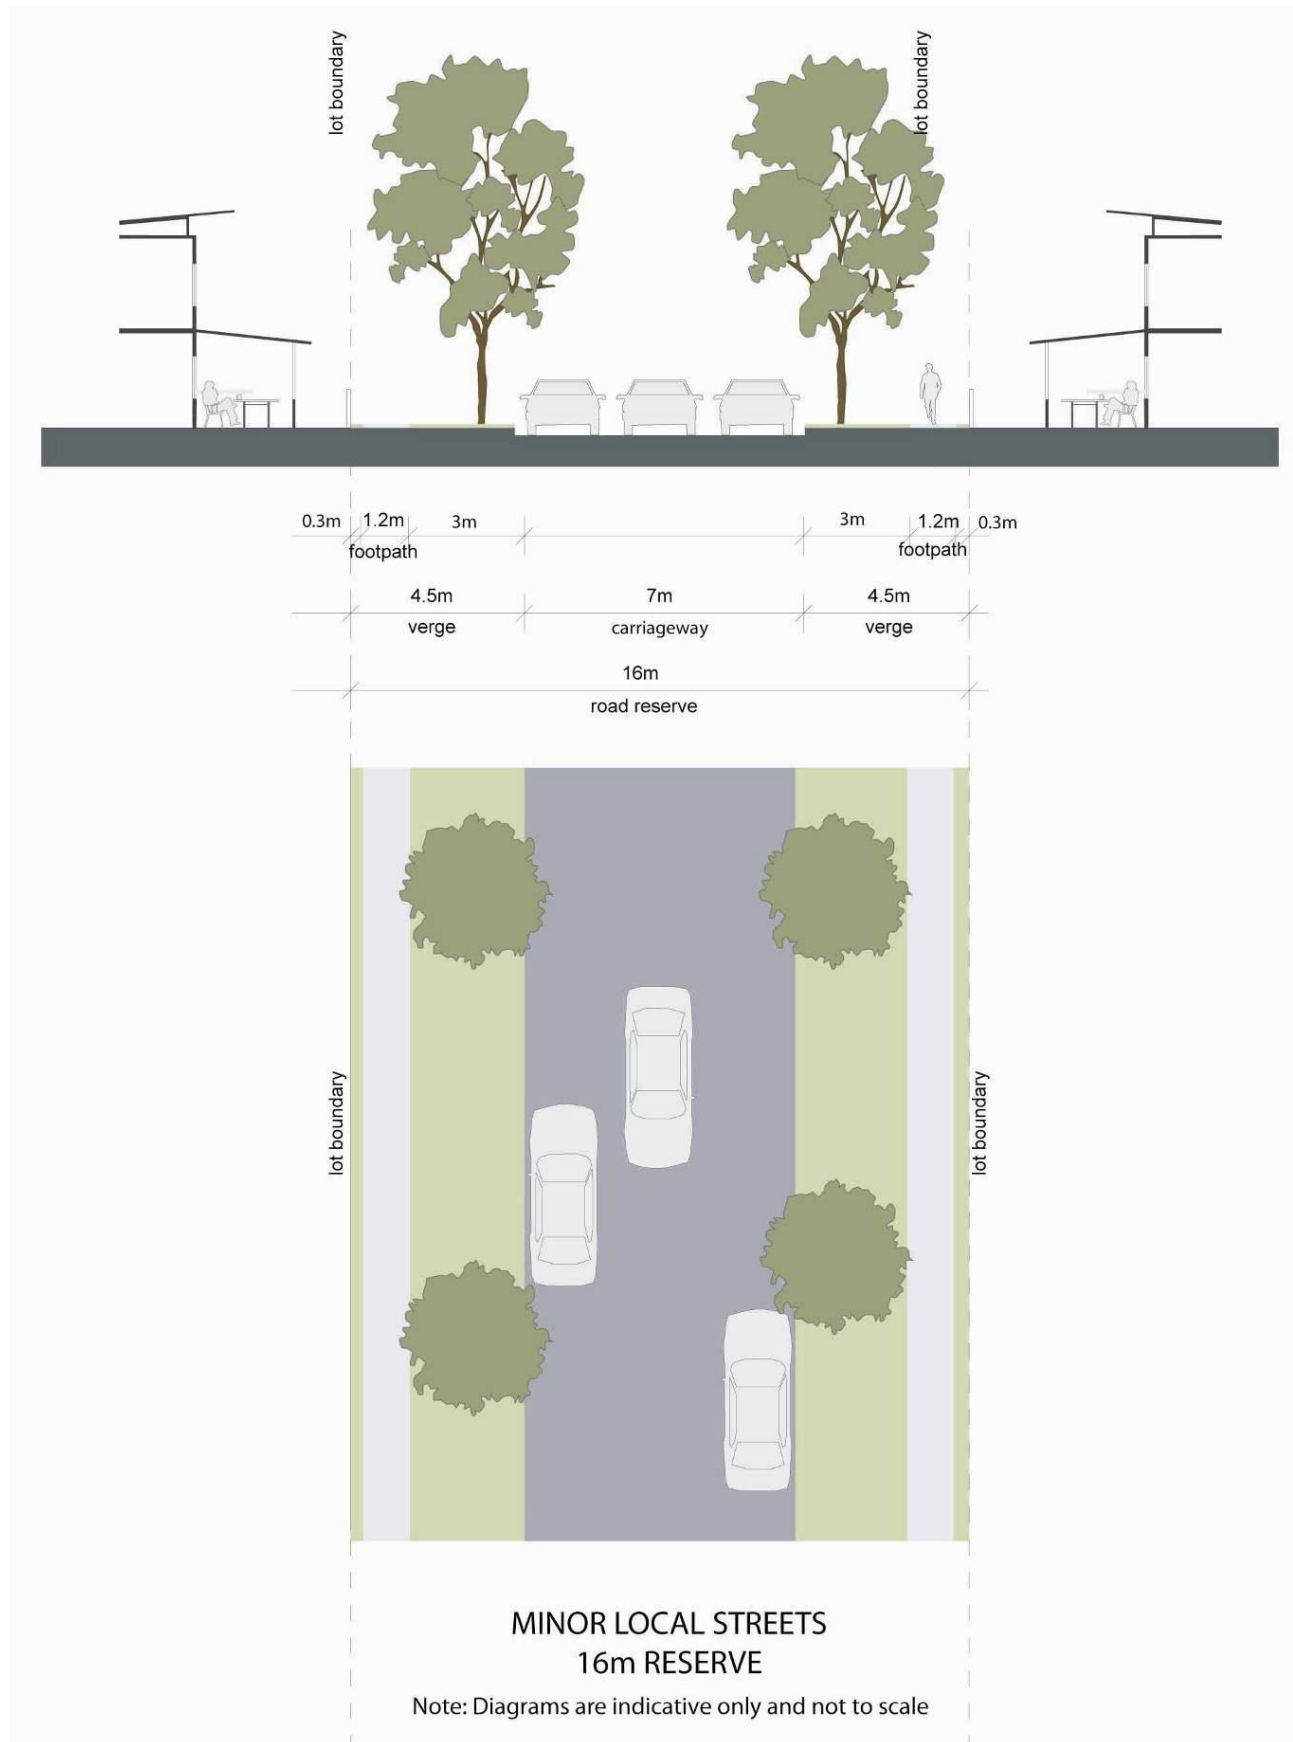 lot boundary
lot boundary
0.3m 1.2m 3m 3m 1.2m 0.3m
footpath footpath
4.5m 7m 4.5m
verge carriageway verge
16m
road reserve
lot boundary
lot boundary
MINOR LOCAL STREETS
16m RESERVE
Note: Diagrams are indicative only and not to scale